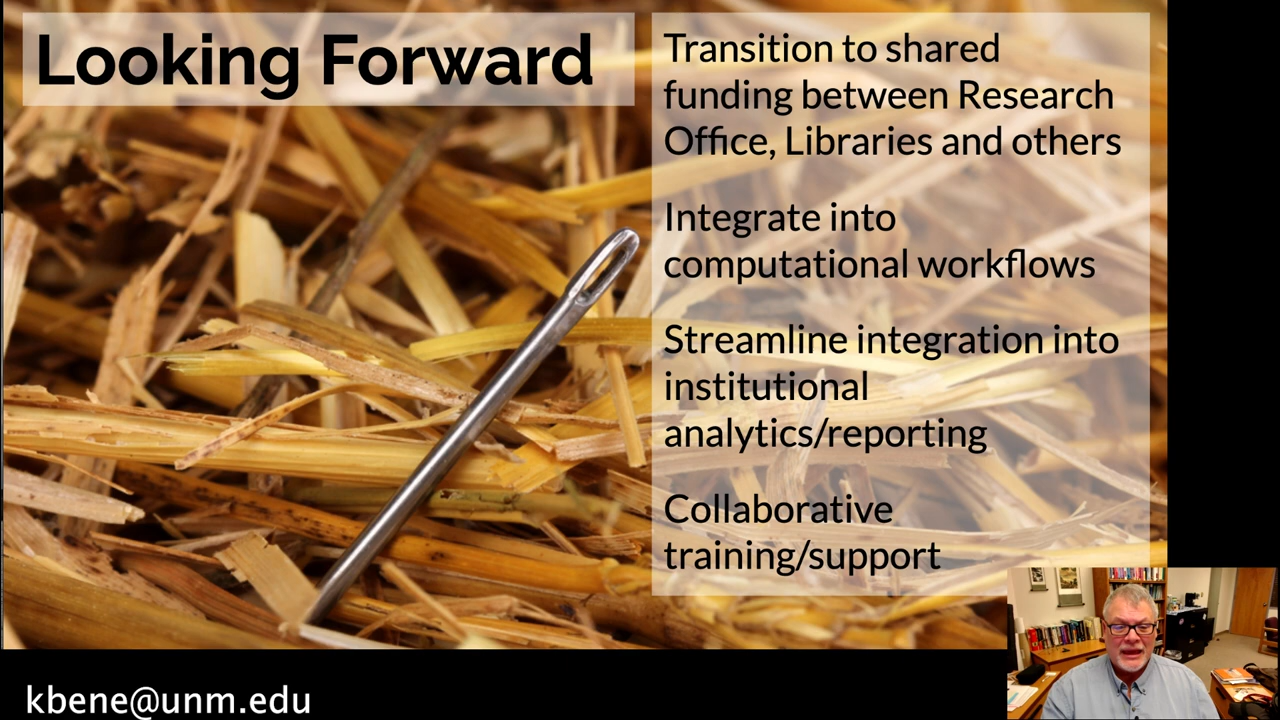 Looking Forward
Transition to shared
funding between Research
Office, Libraries and others
Integrate into
computational workflows
Streamline integration into
institutional
analytics/reporting
Collaborative
training/support
kbene@unm.edu